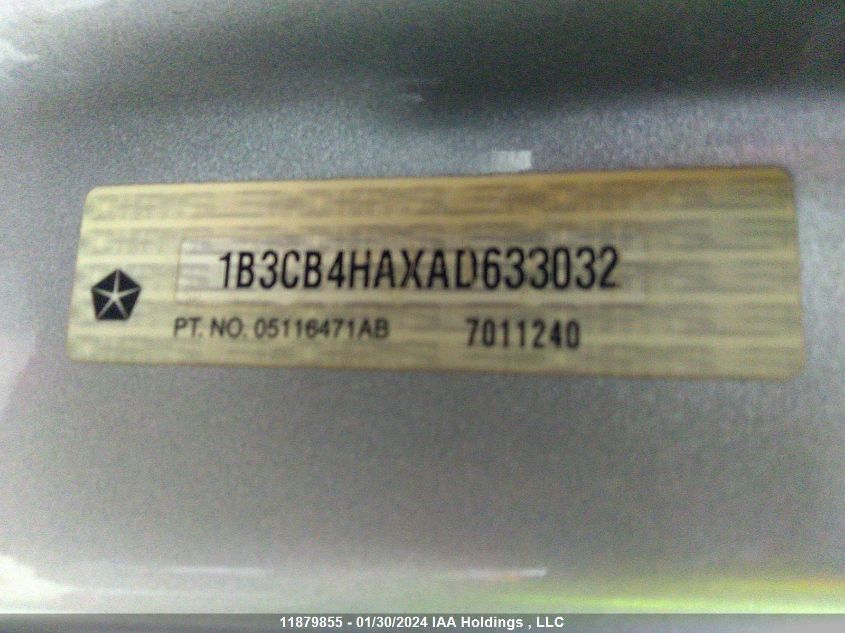 1B3CB4HAXAD633032
PT. NO. 05116471AB 7011240
11879855 - 01/30/2024 IAA Holdings , LLC